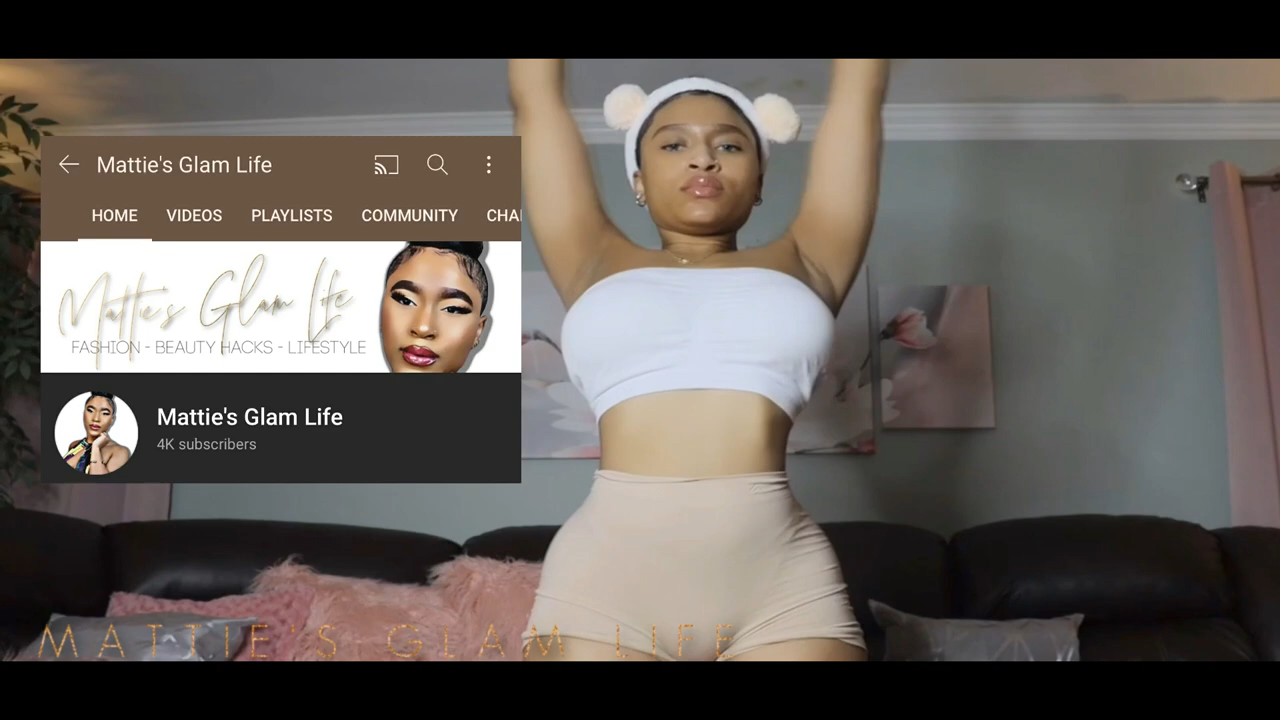 Mattie's Glam Life
HOME VIDEOS PLAYLISTS COMMUNITY CHA
Mattie's Glam Life
FASHION - BEAUTY HACKS - LIFESTYLE
Mattie's Glam Life
4K subscribers
MATTIE'S GLAM LIFE